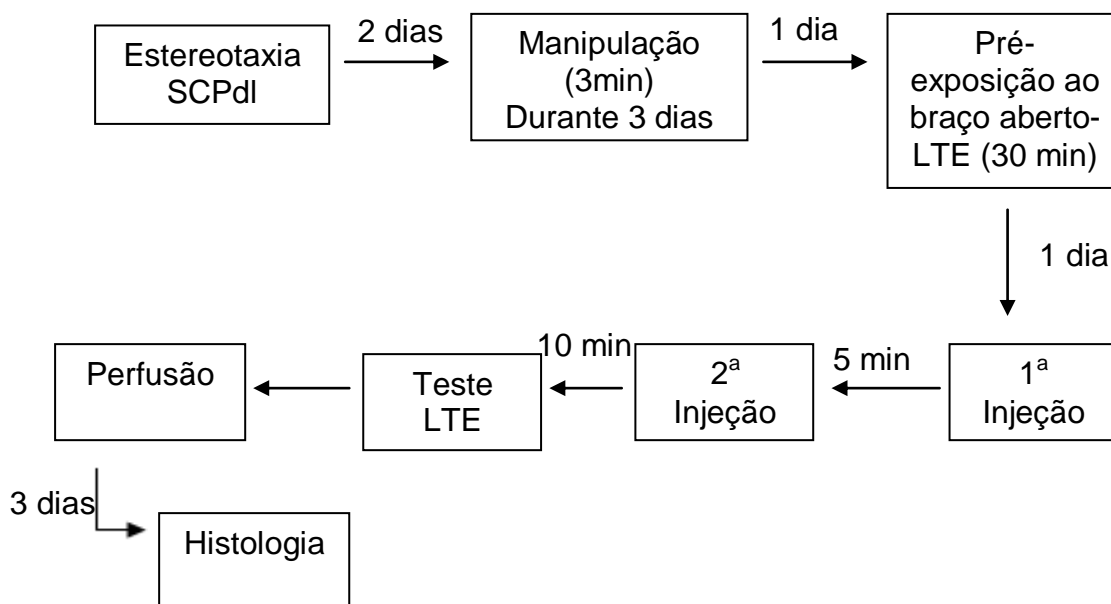 Estereotaxia
SCPdl
2 dias
Manipulação
(3min)
Durante 3 dias
1 dia
Pré-
exposição ao
braço aberto-
LTE (30 min)
1 dia
1ª
Injeção
5 min
2ª
Injeção
10 min
Teste
LTE
Perfusão
3 dias
Histologia